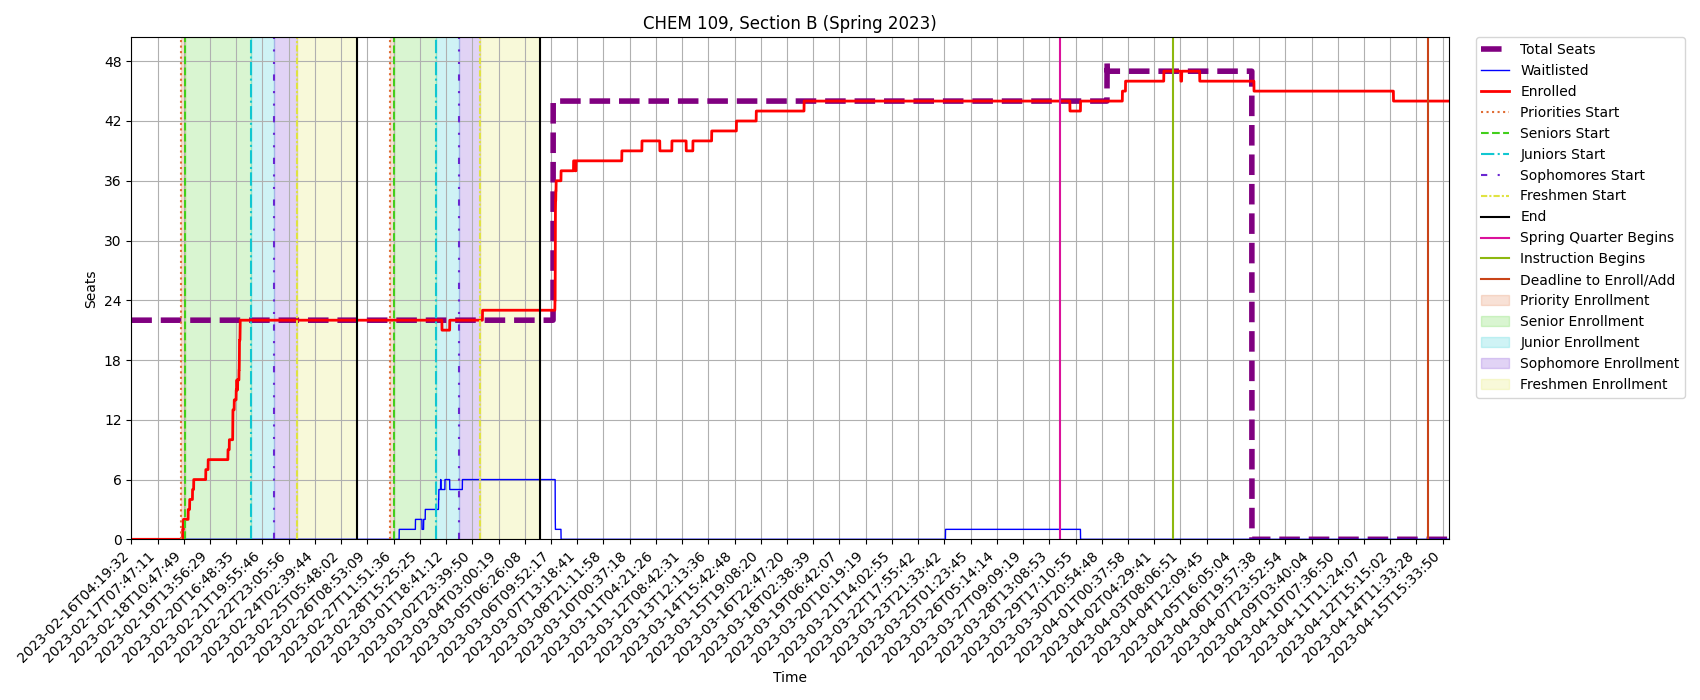 CHEM 109, Section B (Spring 2023)
Seats
48
42
36
30
24
18
12
6
0
2023-02-16T04:19:32
2023-02-17T07:47:11
2023-02-18T10:47:49
2023-02-19T13:56:29
2023-02-20T16:48:35
2023-02-21T19:55:46
2023-02-22T23:05:56
2023-02-24T02:39:44
2023-02-25T05:48:02
2023-02-26T08:53:09
2023-02-27T11:51:36
2023-02-28T15:25:25
2023-03-01T18:41:12
2023-03-02T23:39:50
2023-03-04T03:00:19
2023-03-05T06:26:08
2023-03-06T09:52:17
2023-03-07T13:18:41
2023-03-08T21:11:58
2023-03-10T00:37:18
2023-03-11T04:21:26
2023-03-12T08:42:31
2023-03-13T12:13:36
2023-03-14T15:42:48
2023-03-15T19:08:20
2023-03-16T22:47:20
2023-03-18T02:38:39
2023-03-19T06:42:07
2023-03-20T10:19:19
2023-03-21T14:02:55
2023-03-22T17:55:42
2023-03-23T21:33:42
2023-03-25T01:23:45
2023-03-26T05:14:14
2023-03-27T09:09:19
2023-03-28T13:08:53
2023-03-29T17:10:55
2023-03-30T20:54:48
2023-04-01T00:37:58
2023-04-02T04:29:41
2023-04-03T08:06:51
2023-04-04T12:09:45
2023-04-05T16:05:04
2023-04-06T19:57:38
2023-04-07T23:52:54
2023-04-09T03:40:04
2023-04-10T07:36:50
2023-04-11T11:24:07
2023-04-12T15:15:02
2023-04-14T11:33:28
2023-04-15T15:33:50
Time
Total Seats
Waitlisted
Enrolled
Priorities Start
Seniors Start
Juniors Start
Sophomores Start
Freshmen Start
End
Spring Quarter Begins
Instruction Begins
Deadline to Enroll/Add
Priority Enrollment
Senior Enrollment
Junior Enrollment
Sophomore Enrollment
Freshmen Enrollment